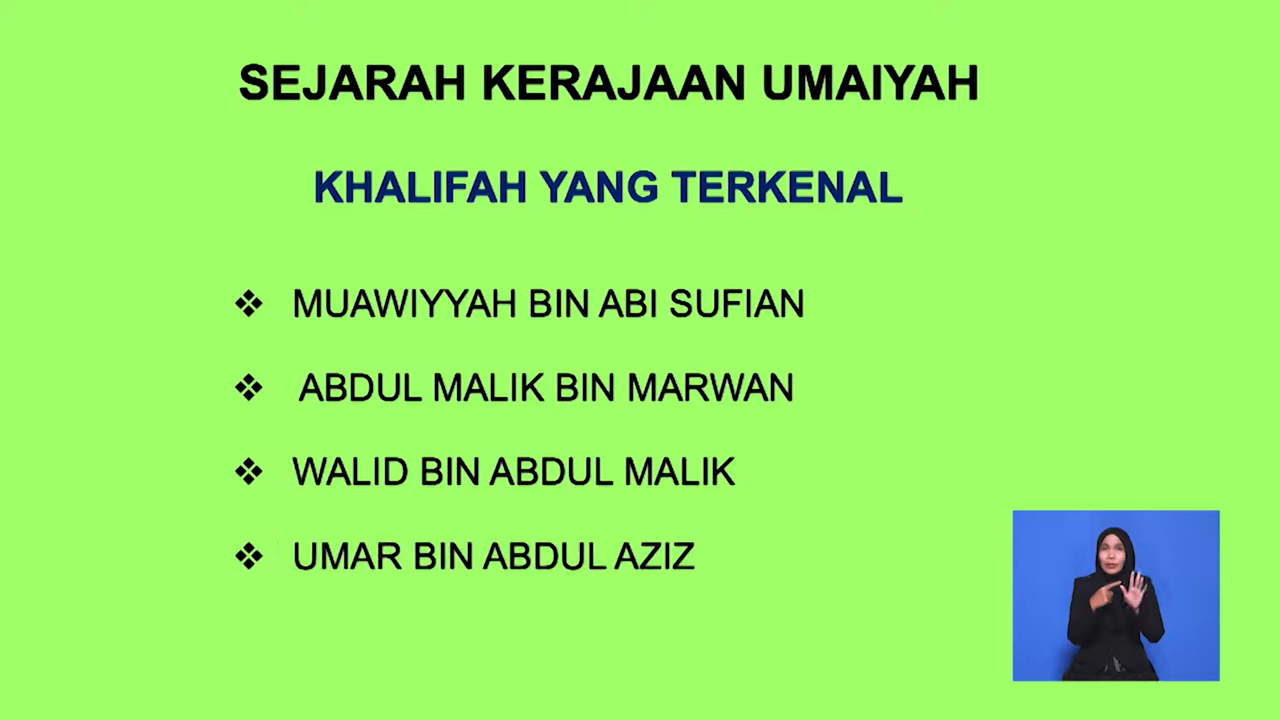 SEJARAH KERAJAAN UMAIYAH
KHALIFAH YANG TERKENAL
❖ MUAWIYYAH BIN ABI SUFIAN
❖ ABDUL MALIK BIN MARWAN
❖ WALID BIN ABDUL MALIK
❖ UMAR BIN ABDUL AZIZ